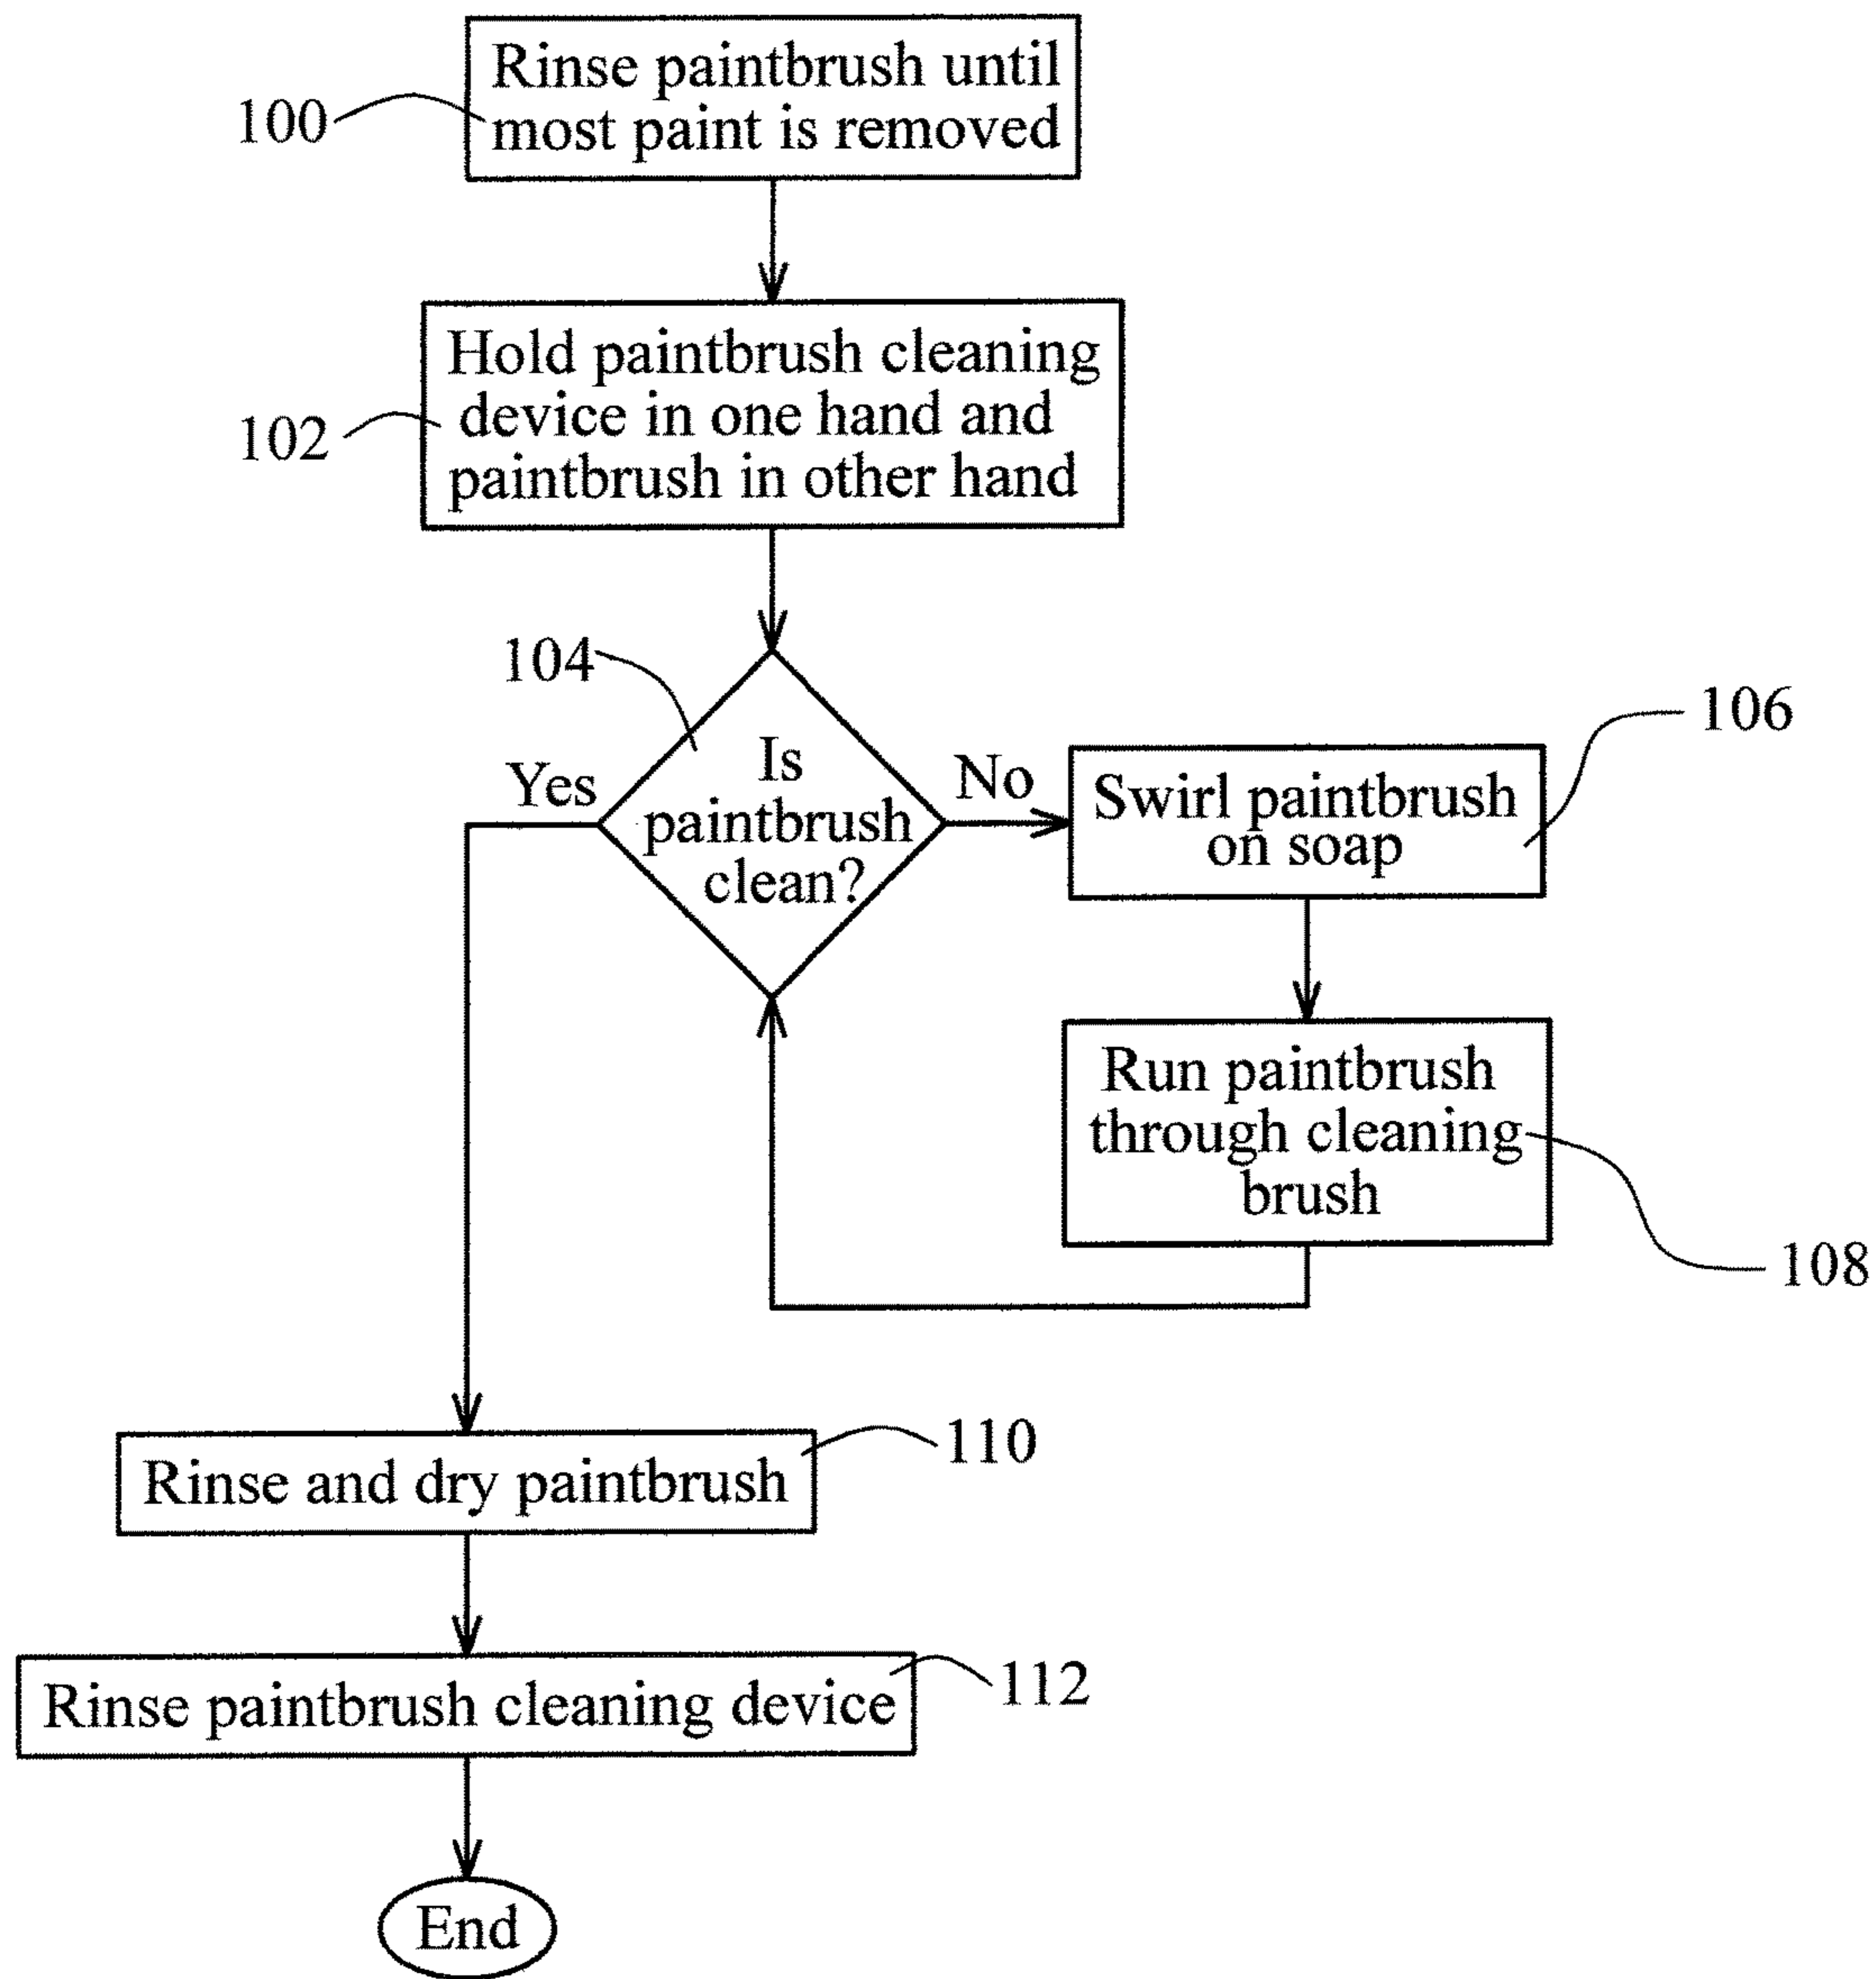 Rinse paintbrush until
most paint is removed
100
Hold paintbrush cleaning
device in one hand and
paintbrush in other hand
102
104
Is
paintbrush
clean?
Yes
No
106
Swirl paintbrush
on soap
Run paintbrush
through cleaning
brush
108
Rinse and dry paintbrush
110
Rinse paintbrush cleaning device
112
End